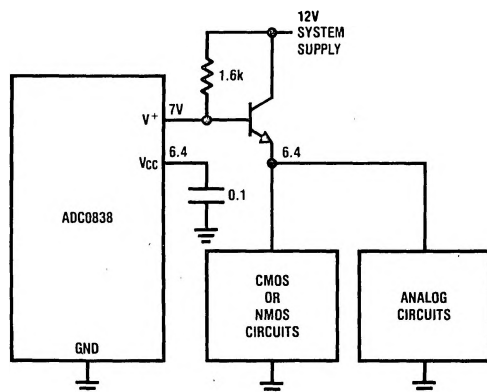 12V
SYSTEM
SUPPLY
1.6k
V+
7V
VCC
6.4
6.4
0.1
ADC0838
CMOS
OR
NMOS
CIRCUITS
ANALOG
CIRCUITS
GND